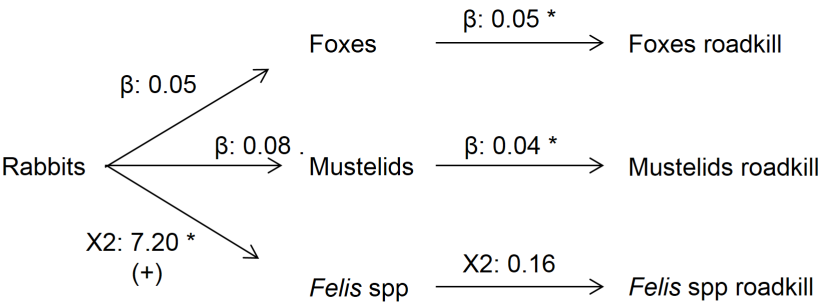 Foxes
β: 0.05 *
Foxes roadkill
β: 0.05
Rabbits
β: 0.08 .
Mustelids
β: 0.04 *
Mustelids roadkill
X2: 7.20 *
(+)
Felis spp
X2: 0.16
Felis spp roadkill